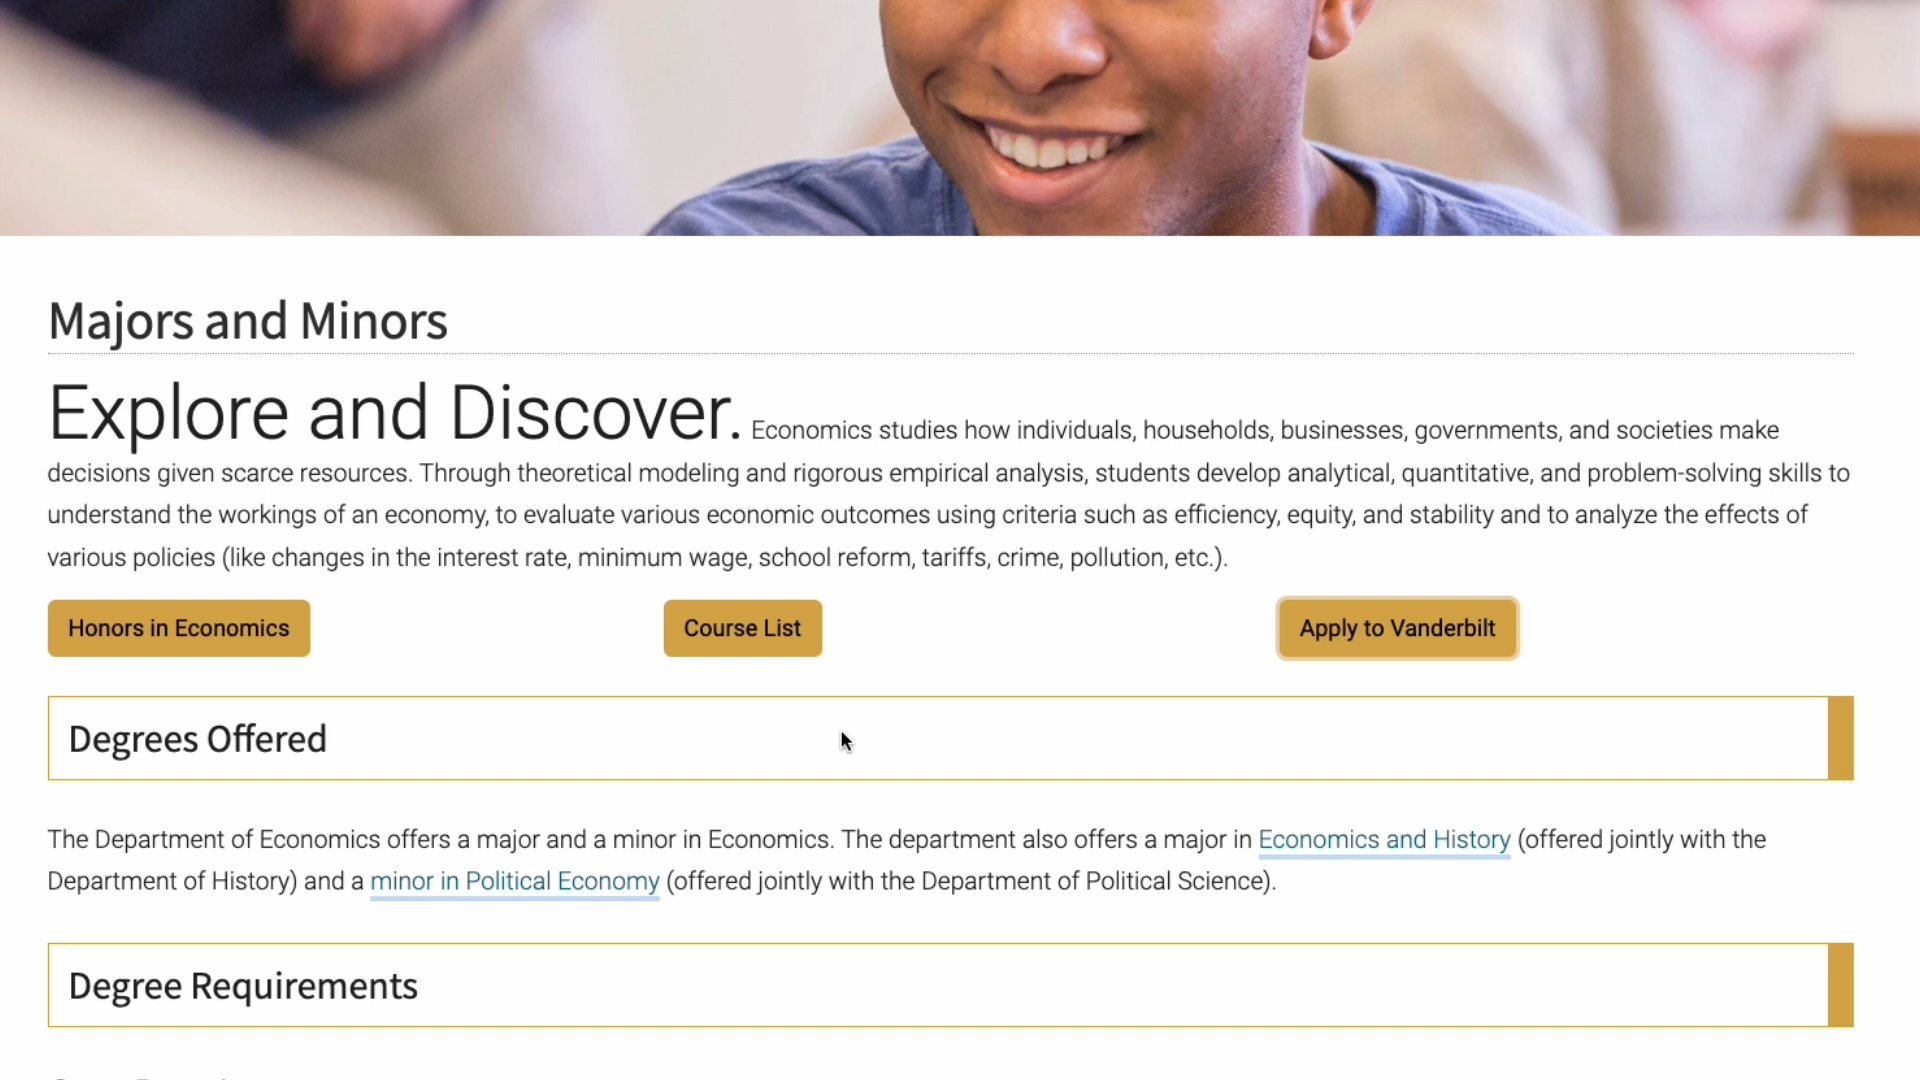 Majors and Minors
Explore and Discover. Economics studies how individuals, households, businesses, governments, and societies make
decisions given scarce resources. Through theoretical modeling and rigorous empirical analysis, students develop analytical, quantitative, and problem-solving skills to
understand the workings of an economy, to evaluate various economic outcomes using criteria such as efficiency, equity, and stability and to analyze the effects of
various policies (like changes in the interest rate, minimum wage, school reform, tariffs, crime, pollution, etc.).
Honors in Economics
Course List
Apply to Vanderbilt
Degrees Offered
The Department of Economics offers a major and a minor in Economics. The department also offers a major in Economics and History (offered jointly with the
Department of History) and a minor in Political Economy (offered jointly with the Department of Political Science).
Degree Requirements